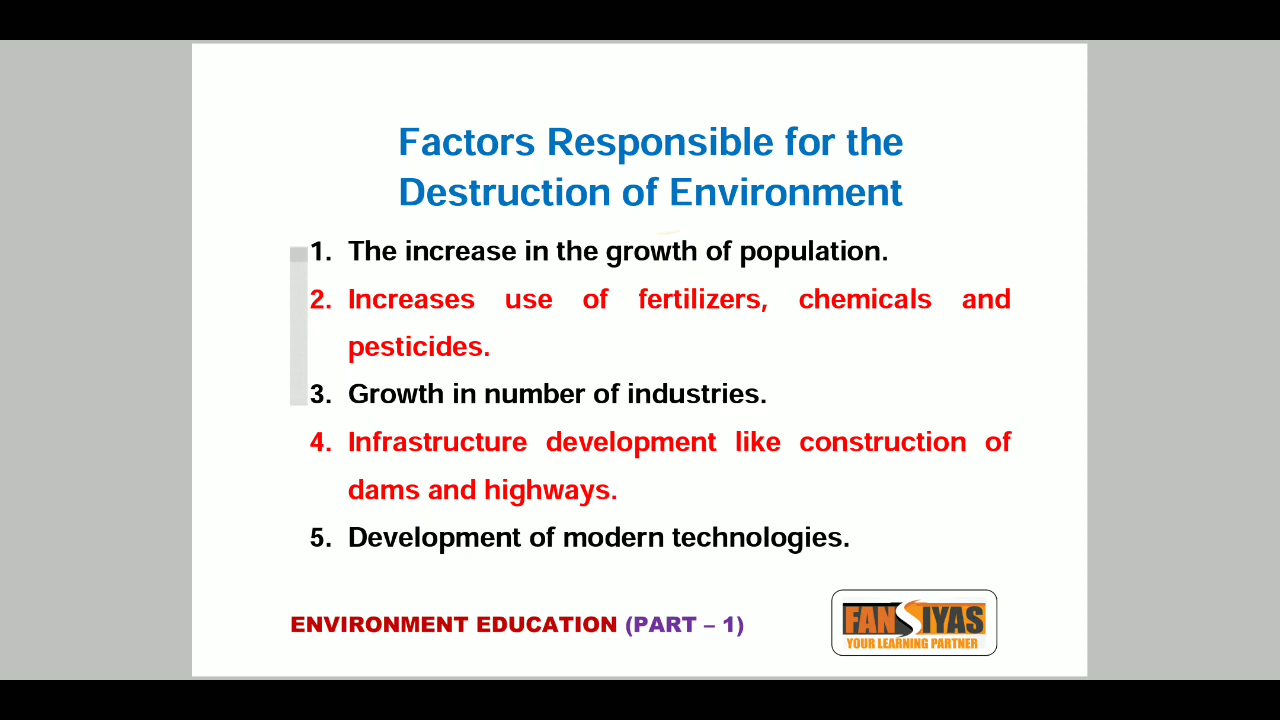 Factors Responsible for the
Destruction of Environment
1. The increase in the growth of population.
2. Increases use of fertilizers, chemicals and
pesticides.
3. Growth in number of industries.
4. Infrastructure development like construction of
dams and highways.
5. Development of modern technologies.
ENVIRONMENT EDUCATION (PART – 1)
FANSIYAS
YOUR LEARNING PARTNER